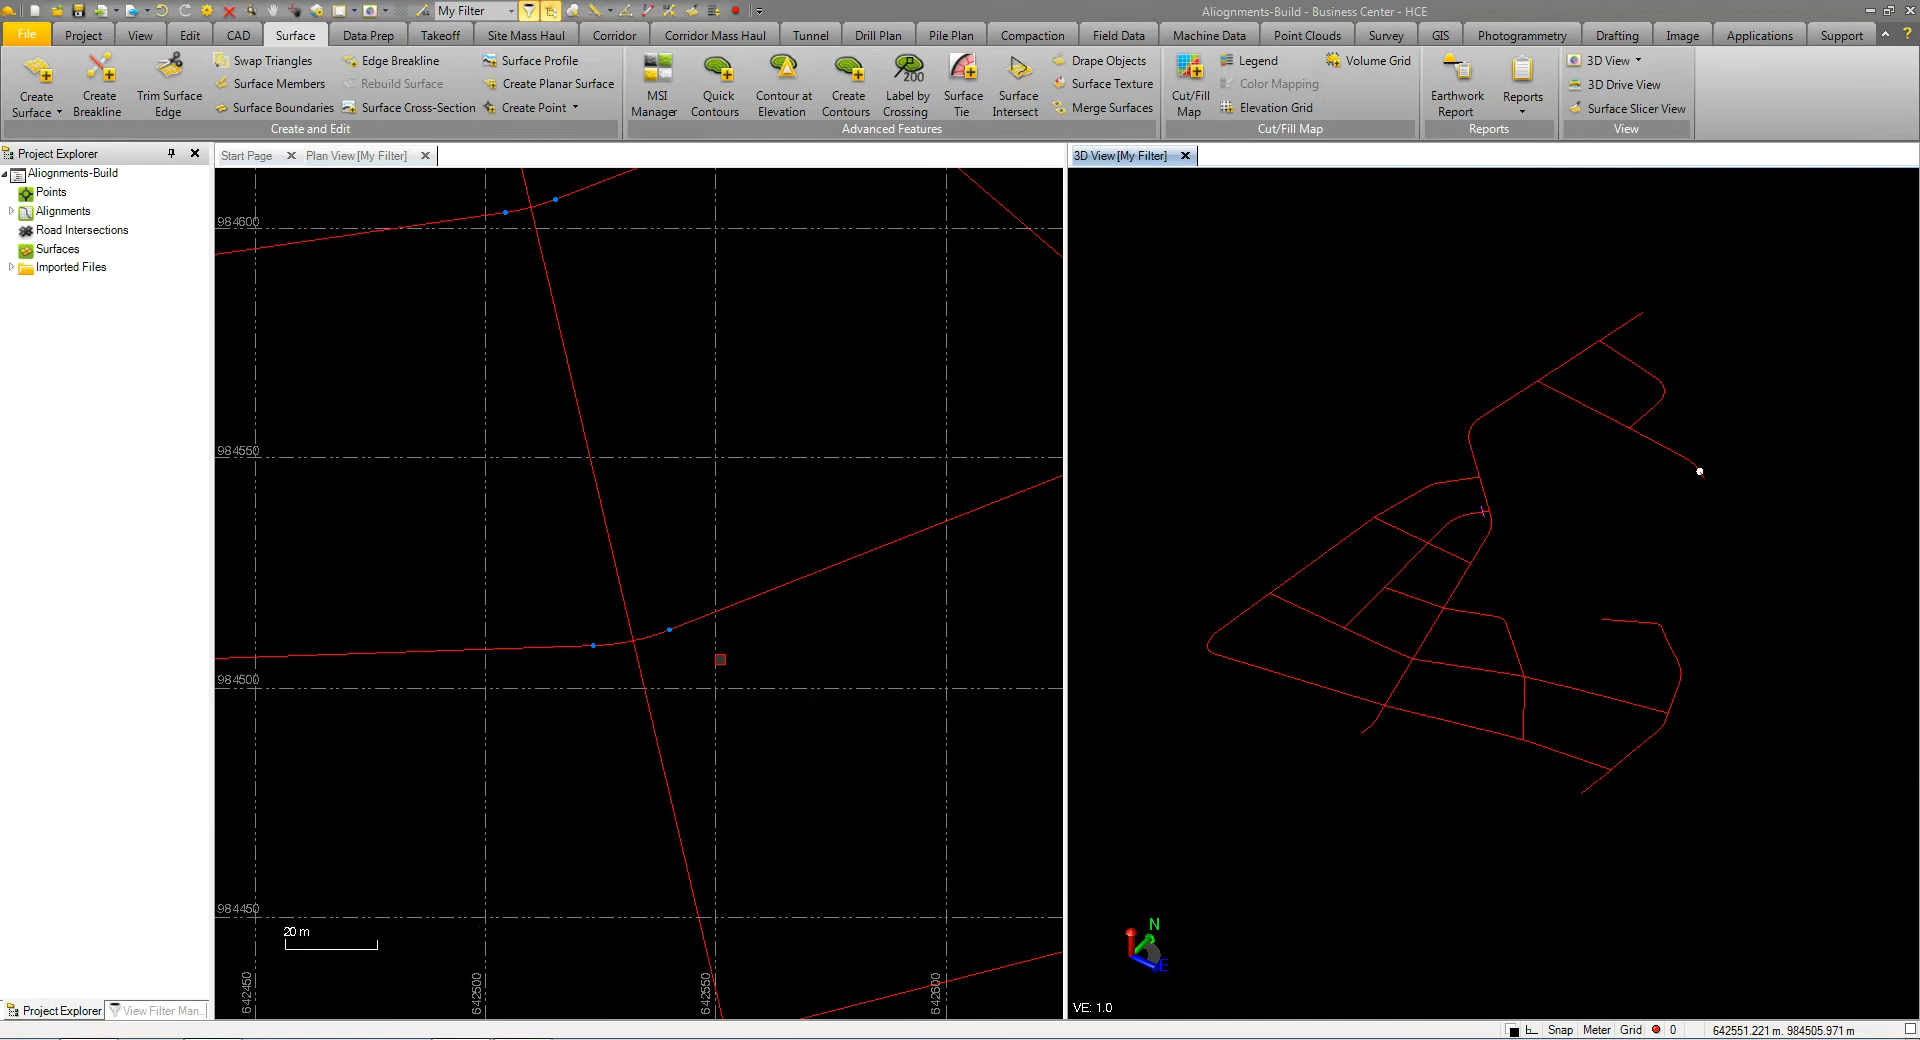 My Filter
Aliognments-Build - Business Center - HCE
File Project View Edit CAD Surface Data Prep Takeoff Site Mass Haul Corridor Corridor Mass Haul Tunnel Drill Plan Pile Plan Compaction Field Data Machine Data Point Clouds Survey GIS Photogrammetry Drafting Image Applications Support
Create Surface
Create Breakline
Trim Surface Edge
Swap Triangles
Surface Members
Surface Boundaries
Edge Breakline
Rebuild Surface
Surface Cross-Section
Surface Profile
Create Planar Surface
Create Point
Create and Edit
MSI Manager
Quick Contours
Contour at Elevation
Create Contours
200
Label by Crossing
Surface Tie
Surface Intersect
Drape Objects
Surface Texture
Merge Surfaces
Advanced Features
Cut/Fill Map
Legend
Color Mapping
Elevation Grid
Volume Grid
Cut/Fill Map
Earthwork Report
Reports
Reports
3D View
3D Drive View
Surface Slicer View
View
Project Explorer
Aliognments-Build
Points
Alignments
Road Intersections
Surfaces
Imported Files
Project Explorer
View Filter Man...
Start Page
Plan View [My Filter]
984600
984550
984500
984450
20 m
642450
642500
642550
642600
3D View [My Filter]
N
E
VE: 1.0
Snap Meter Grid 0 642551.221 m. 984505.971 m